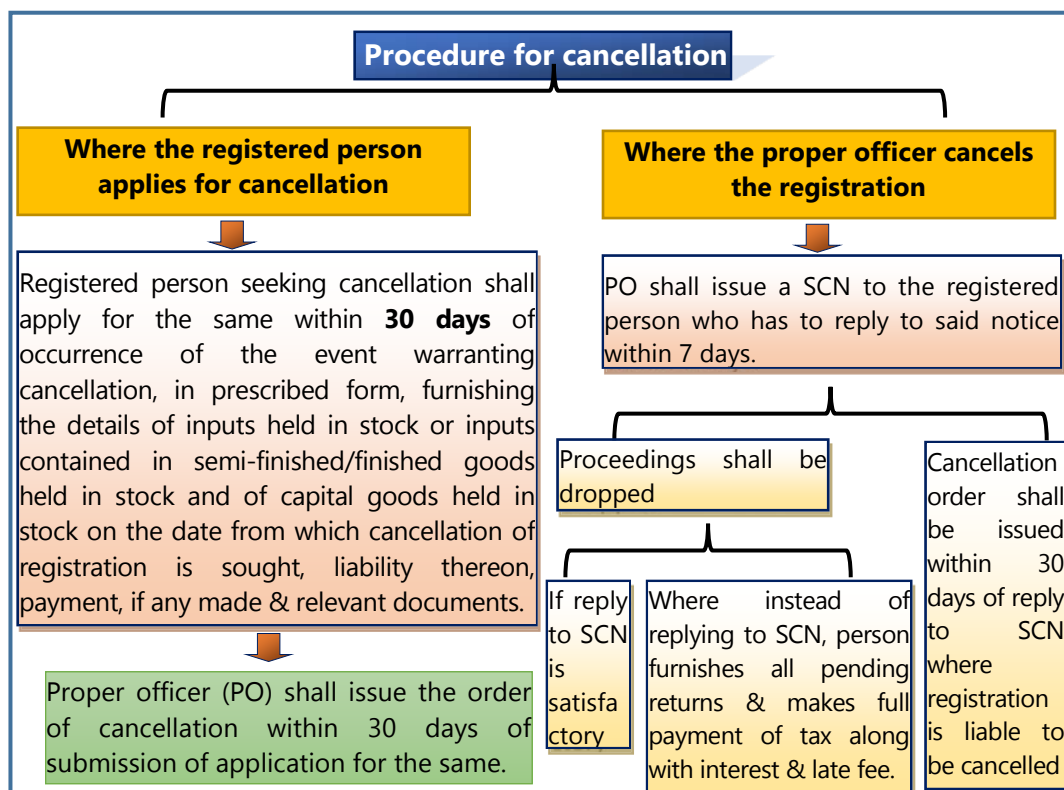 Procedure for cancellation
Where the registered person
applies for cancellation
Registered person seeking cancellation shall
apply for the same within 30 days of
occurrence of the event warranting
cancellation, in prescribed form, furnishing
the details of inputs held in stock or inputs
contained in semi-finished/finished goods
held in stock and of capital goods held in
stock on the date from which cancellation of
registration is sought, liability thereon,
payment, if any made & relevant documents.
Proper officer (PO) shall issue the order
of cancellation within 30 days of
submission of application for the same.
Where the proper officer cancels
the registration
PO shall issue a SCN to the registered
person who has to reply to said notice
within 7 days.
Proceedings shall be
dropped
If reply
to SCN
is
satisfa
ctory
Where instead of
replying to SCN, person
furnishes all pending
returns & makes full
payment of tax along
with interest & late fee.
Cancellation
order shall
be issued
within 30
days of reply
to SCN
where
registration
is liable to
be cancelled